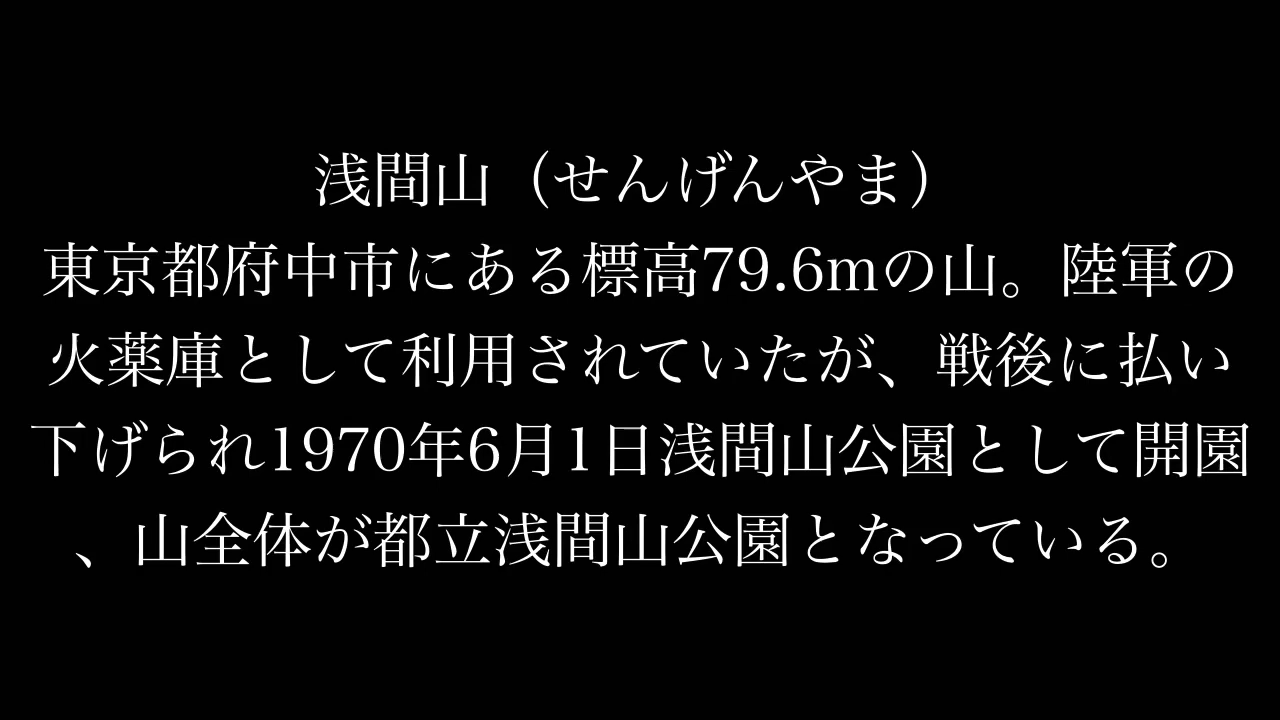 浅間山（せんげんやま）
東京都府中市にある標高79.6mの山。陸軍の
火薬庫として利用されていたが、戦後に払い
下げられ1970年6月1日浅間山公園として開園
、山全体が都立浅間山公園となっている。